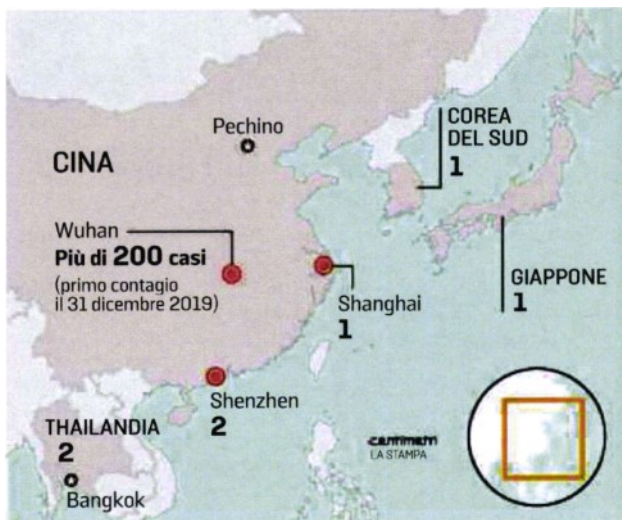 Pechino
CINA
COREA
DEL SUD
1
Wuhan
Più di 200 casi
(primo contagio
il 31 dicembre 2019)
Shanghai
1
GIAPPONE
1
Shenzhen
2
THAILANDIA
2
Bangkok
centimetri
LA STAMPA